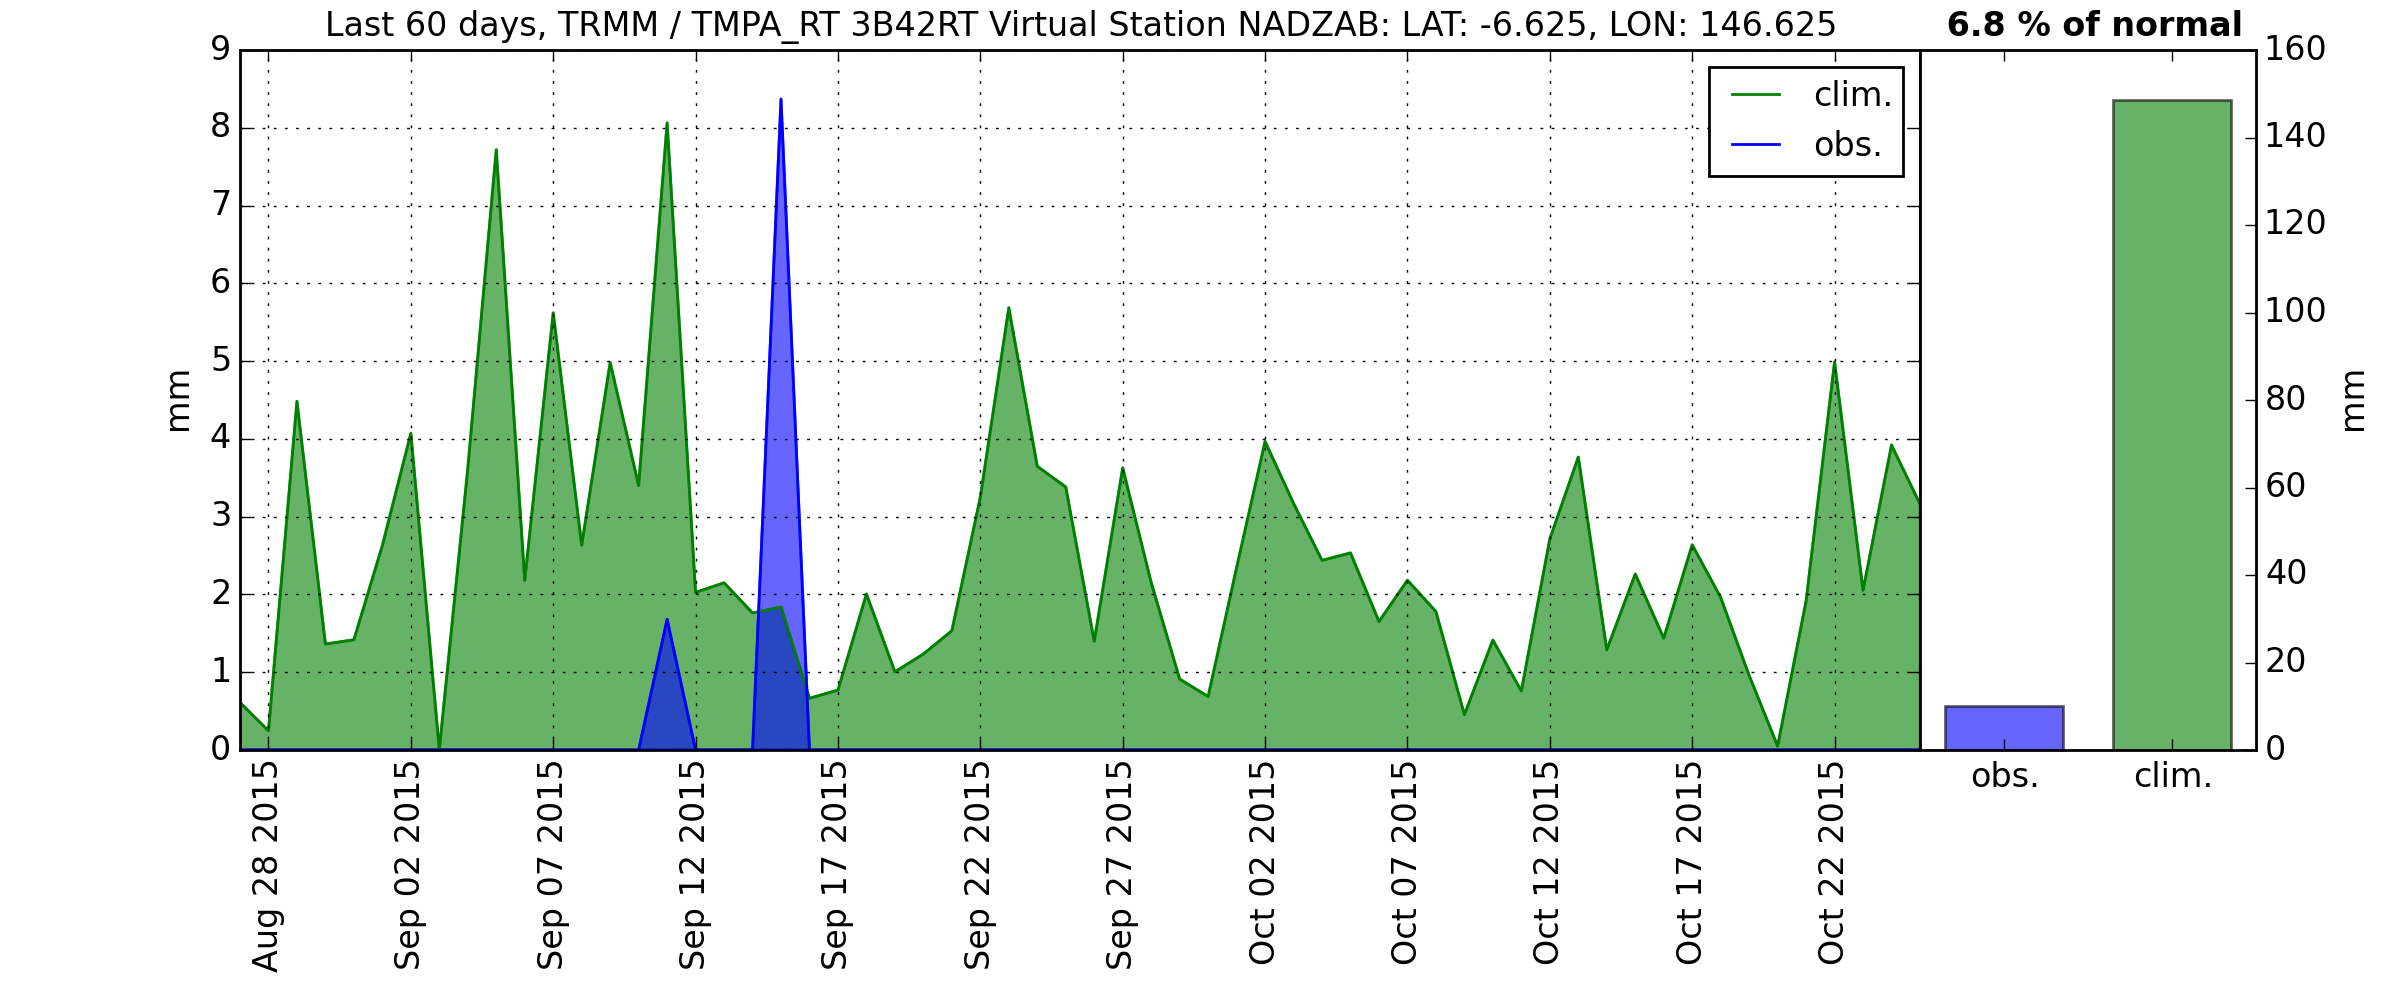 Last 60 days, TRMM / TMPA_RT 3B42RT Virtual Station NADZAB: LAT: -6.625, LON: 146.625
6.8 % of normal
9
8
7
6
5
4
3
2
1
0
mm
clim.
obs.
160
140
120
100
80
60
40
20
0
mm
Aug 28 2015
Sep 02 2015
Sep 07 2015
Sep 12 2015
Sep 17 2015
Sep 22 2015
Sep 27 2015
Oct 02 2015
Oct 07 2015
Oct 12 2015
Oct 17 2015
Oct 22 2015
obs.
clim.